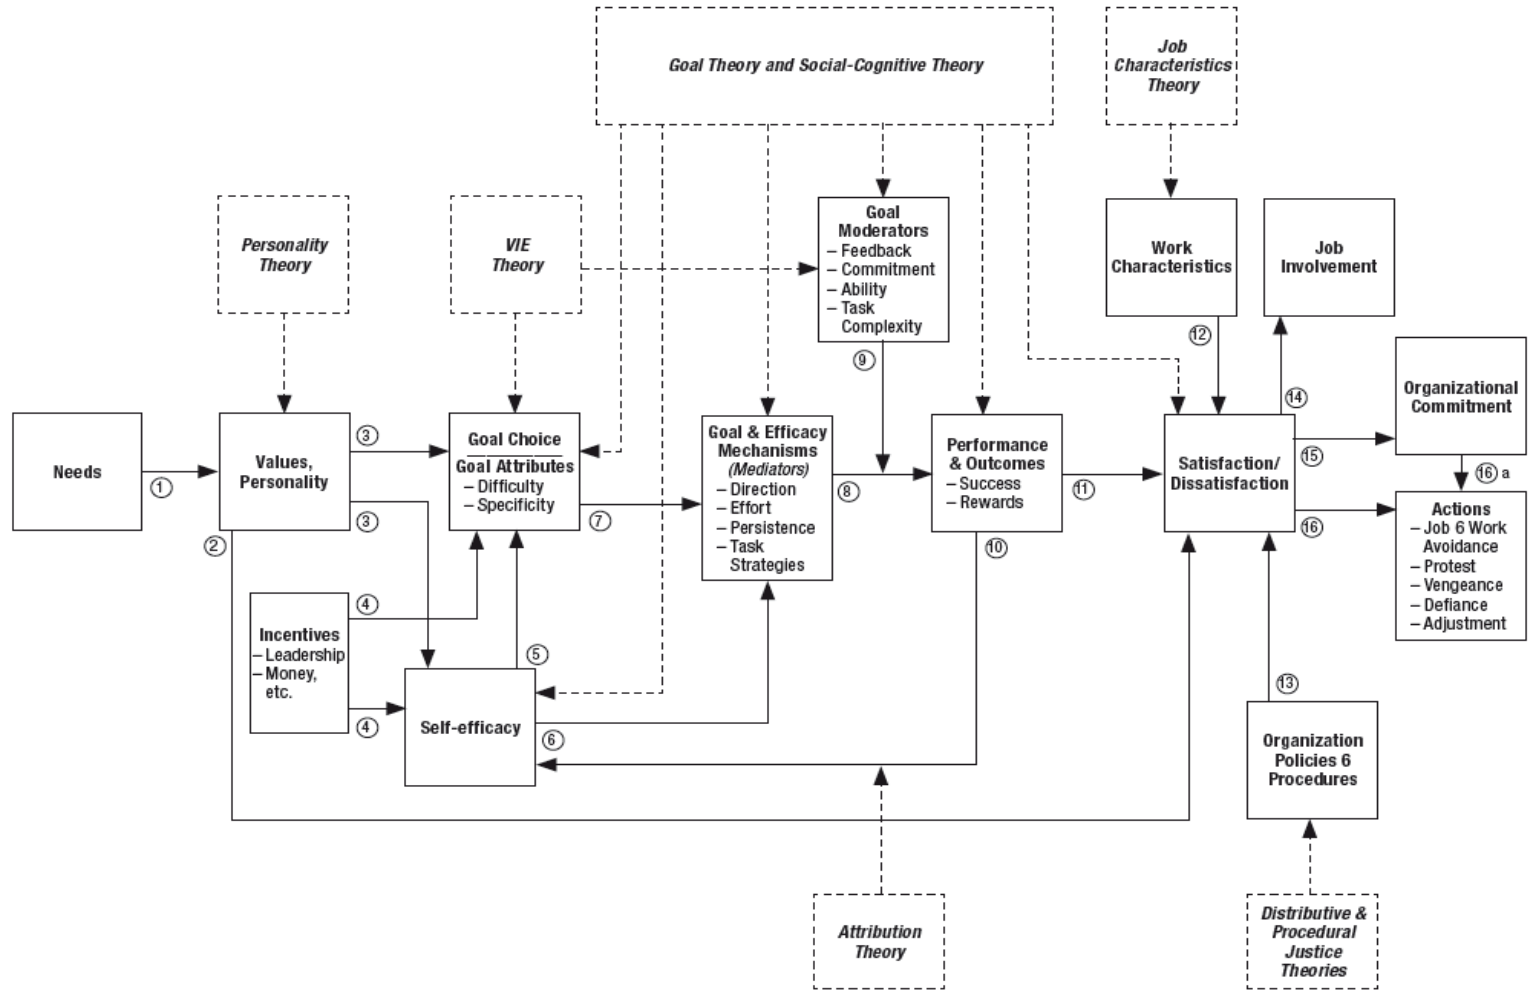 Goal Theory and Social-Cognitive Theory
Job
Characteristics
Theory
Personality
Theory
VIE
Theory
Goal
Moderators
– Feedback
– Commitment
– Ability
– Task
Complexity
Work
Characteristics
Job
Involvement
9
12
14
Organizational
Commitment
Needs
1
Values,
Personality
3
3
2
Goal Choice
Goal Attributes
– Difficulty
– Specificity
7
Goal & Efficacy
Mechanisms
(Mediators)
– Direction
– Effort
– Persistence
– Task
Strategies
8
Performance
& Outcomes
– Success
– Rewards
10
11
Satisfaction/
Dissatisfaction
15
16
16 a
Actions
– Job 6 Work
Avoidance
– Protest
– Vengeance
– Defiance
– Adjustment
Incentives
– Leadership
– Money,
etc.
4
4
5
Self-efficacy
6
13
Organization
Policies 6
Procedures
Attribution
Theory
Distributive &
Procedural
Justice
Theories